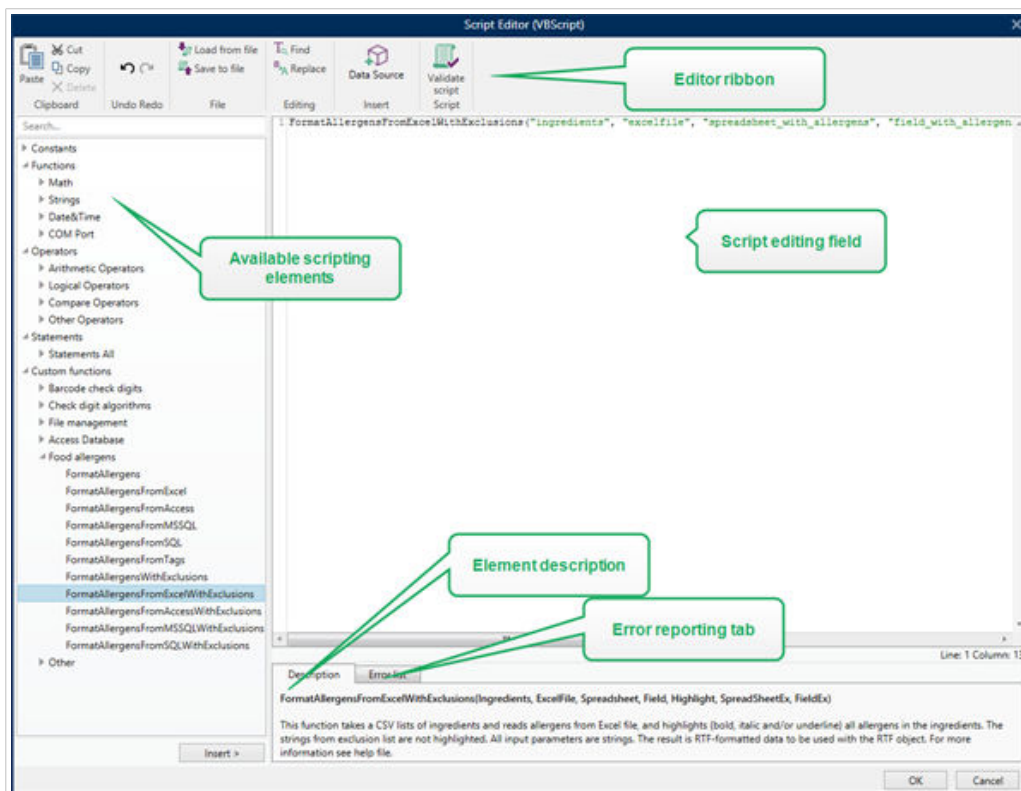 Script Editor (VBScript)
Paste
Cut
Copy
Delete
Clipboard
Undo Redo
Load from file
Save to file
File
Find
Replace
Editing
Data Source
Insert
Validate
script
Script
Editor ribbon
Search...
Constants
Functions
Math
Strings
Date&Time
COM Port
Operators
Arithmetic Operators
Logical Operators
Compare Operators
Other Operators
Statements
Statements All
Custom functions
Barcode check digits
Check digit algorithms
File management
Access Database
Food allergens
FormatAllergens
FormatAllergensFromExcel
FormatAllergensFromAccess
FormatAllergensFromMSSQL
FormatAllergensFromSQL
FormatAllergensFromTags
FormatAllergensWithExclusions
FormatAllergensFromExcelWithExclusions
FormatAllergensFromAccessWithExclusions
FormatAllergensFromMSSQLWithExclusions
FormatAllergensFromSQLWithExclusions
Other
Insert >
Available scripting
elements
1 FormatAllergensFromExcelWithExclusions("ingredients", "excelfile", "spreadsheet_with_allergens", "field_with_allergen
Script editing field
Element description
Error reporting tab
Line: 1 Column: 13
Description
Error list
FormatAllergensFromExcelWithExclusions(Ingredients, ExcelFile, Spreadsheet, Field, Highlight, SpreadSheetEx, FieldEx)
This function takes a CSV lists of ingredients and reads allergens from Excel file, and highlights (bold, italic and/or underline) all allergens in the ingredients. The
strings from exclusion list are not highlighted. All input parameters are strings. The result is RTF-formatted data to be used with the RTF object. For more
information see help file.
OK
Cancel